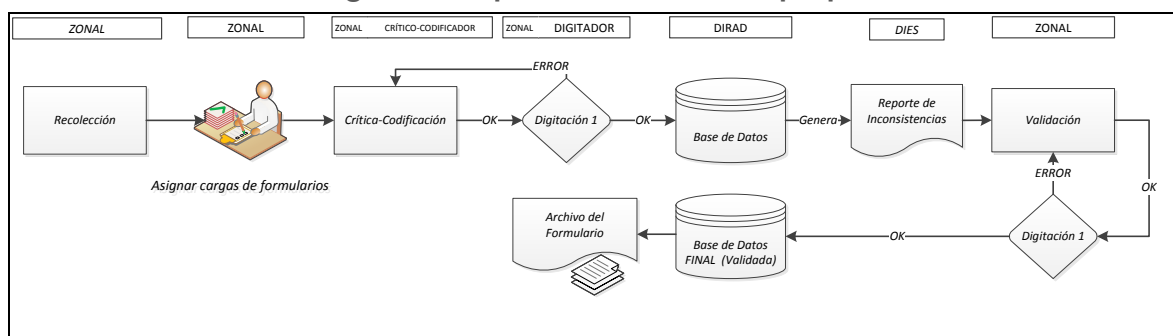 ZONAL
ZONAL
ZONAL CRÍTICO-CODIFICADOR
ZONAL DIGITADOR
DIRAD
DIES
ZONAL
ERROR
Recolección
Crítica-Codificación
OK
Digitación 1
OK
Base de Datos
Genera
Reporte de
Inconsistencias
Validación
Asignar cargas de formularios
ERROR
OK
Archivo del
Formulario
Base de Datos
FINAL (Validada)
OK
Digitación 1